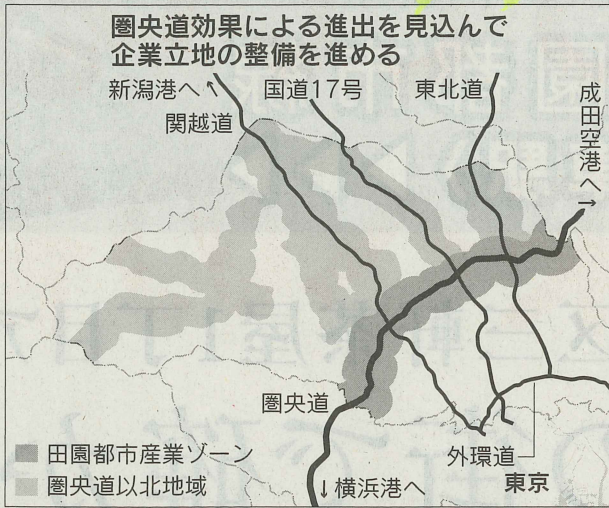 圏央道効果による進出を見込んで
企業立地の整備を進める
新潟港へ↖
国道17号
東北道
成田空港へ→
関越道
圏央道
田園都市産業ゾーン
圏央道以北地域
↓横浜港へ
外環道
東京